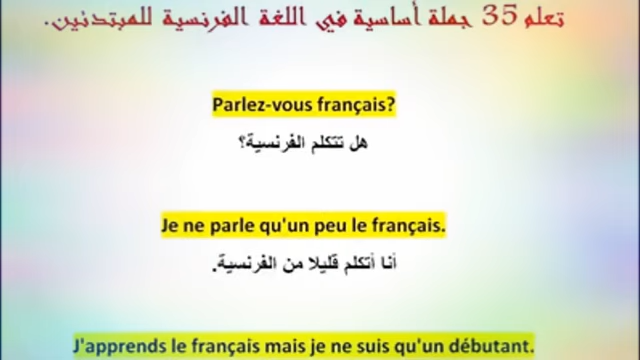 تعلم 35 جملة أساسية في اللغة الفرنسية للمبتدئين.
Parlez-vous français?
هل تتكلم الفرنسية؟
Je ne parle qu'un peu le français.
أنا أتكلم قليلا من الفرنسية.
J'apprends le français mais je ne suis qu'un débutant.